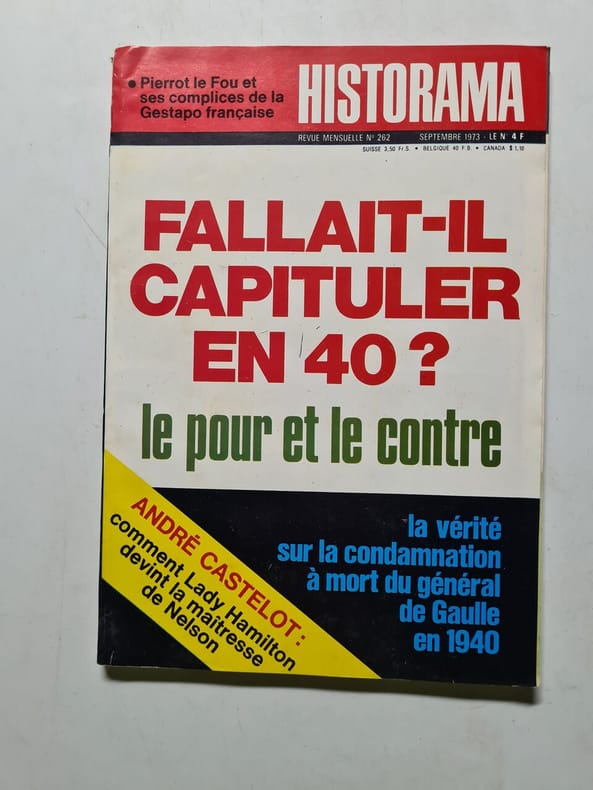 • Pierrot le Fou et
ses complices de la
Gestapo française
HISTORAMA
REVUE MENSUELLE N° 262 SEPTEMBRE 1973 - LE N° 4 F
SUISSE 3,50 Fr.S. • BELGIQUE 40 F.B. • CANADA $ 1,10
FALLAIT-IL
CAPITULER
EN 40 ?
le pour et le contre
ANDRÉ CASTELOT :
comment Lady Hamilton
devint la maîtresse
de Nelson
la vérité
sur la condamnation
à mort du général
de Gaulle
en 1940